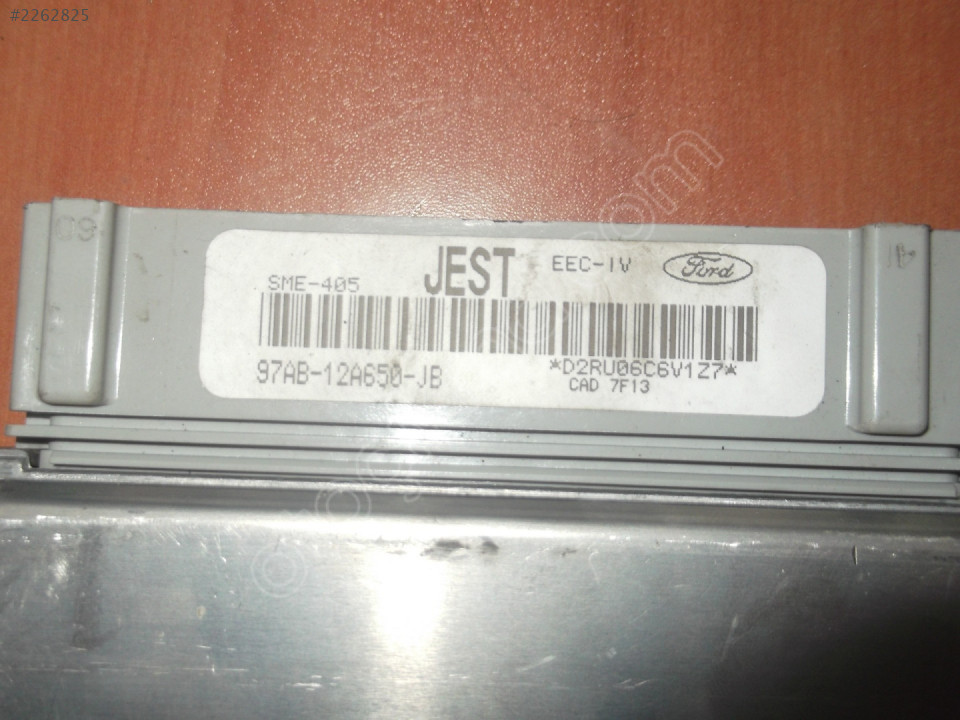 #2262825
JEST EEC-IV Ford
SME-405
97AB-12A650-JB *D2RU06C6V1Z7*
CAD 7F13